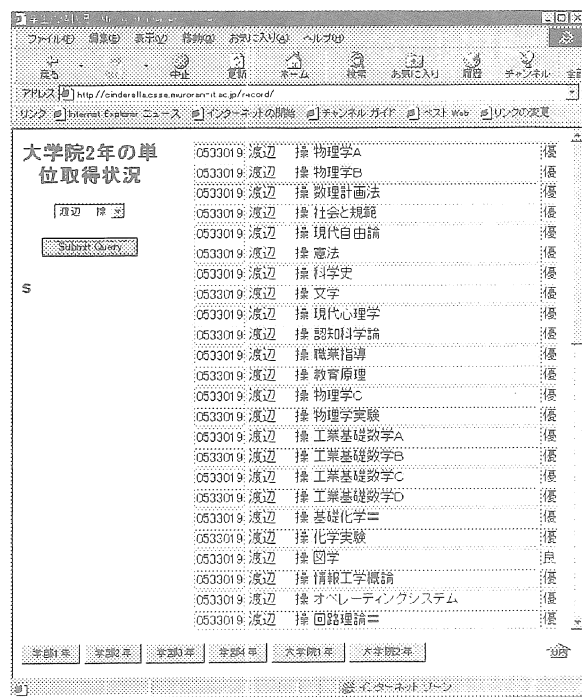 ファイル(F) 編集(E) 表示(V) 移動(G) お気に入り(A) ヘルプ(H)
戻る 中止 更新 ホーム 検索 お気に入り 履歴 チャンネル 全画
アドレス http://cinderella.csse.muroran-it.ac.jp/record/
リンク Internet Explorer ニュース インターネットの開始 チャンネル ガイド ベスト Web リンクの変更
大学院2年の単
位取得状況
渡辺 操
Submit Query
S
0533019 渡辺 操 物理学A 優
0533019 渡辺 操 物理学B 優
0533019 渡辺 操 数理計画法 優
0533019 渡辺 操 社会と規範 優
0533019 渡辺 操 現代自由論 優
0533019 渡辺 操 憲法 優
0533019 渡辺 操 科学史 優
0533019 渡辺 操 文学 優
0533019 渡辺 操 現代心理学 優
0533019 渡辺 操 認知科学論 優
0533019 渡辺 操 職業指導 優
0533019 渡辺 操 教育原理 優
0533019 渡辺 操 物理学C 優
0533019 渡辺 操 物理学実験 優
0533019 渡辺 操 工業基礎数学A 優
0533019 渡辺 操 工業基礎数学B 優
0533019 渡辺 操 工業基礎数学C 優
0533019 渡辺 操 工業基礎数学D 優
0533019 渡辺 操 基礎化学= 優
0533019 渡辺 操 化学実験 優
0533019 渡辺 操 図学 良
0533019 渡辺 操 情報工学概論 優
0533019 渡辺 操 オペレーティングシステム 優
0533019 渡辺 操 回路理論= 優
学部1年 学部2年 学部3年 学部4年 大学院1年 大学院2年
インターネット ゾーン